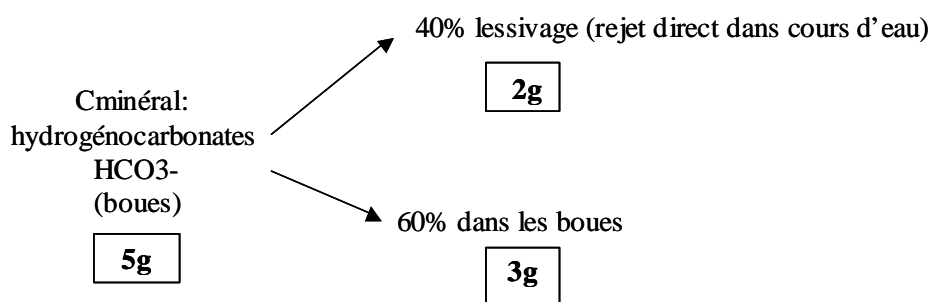 40% lessivage (rejet direct dans cours d'eau)
2g
Cminéral:
hydrogénocarbonates
HCO3-
(boues)
5g
60% dans les boues
3g